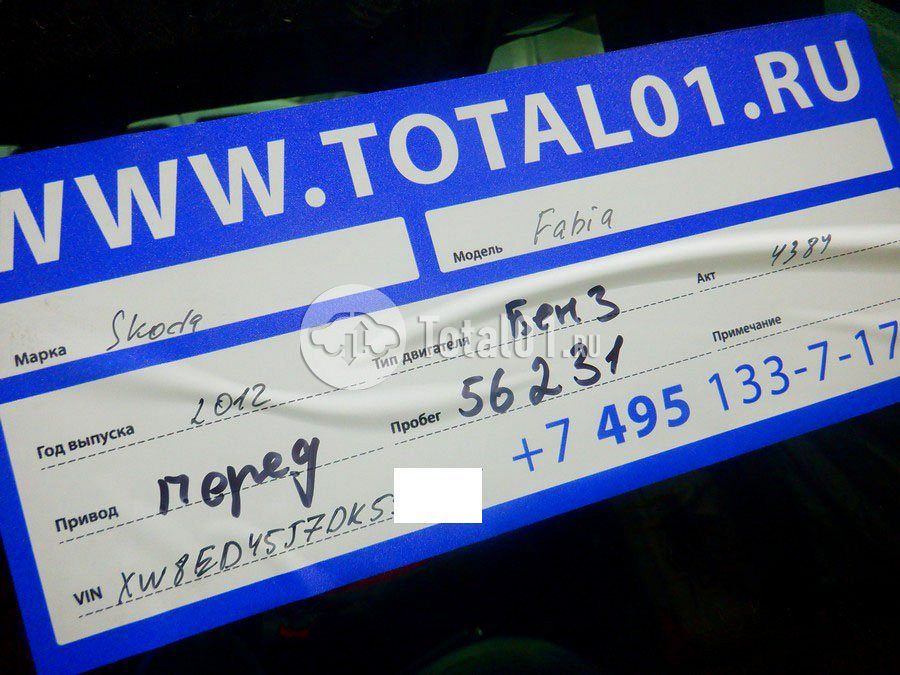 WWW.TOTAL01.RU
Марка Skoda Модель Fabia
Год выпуска 2012 Тип двигателя Бенз Акт 4384
Total01.ru
Привод перед Пробег 56231 Примечание
VIN XW8ED45J7DK5
+7 495 133-7-17